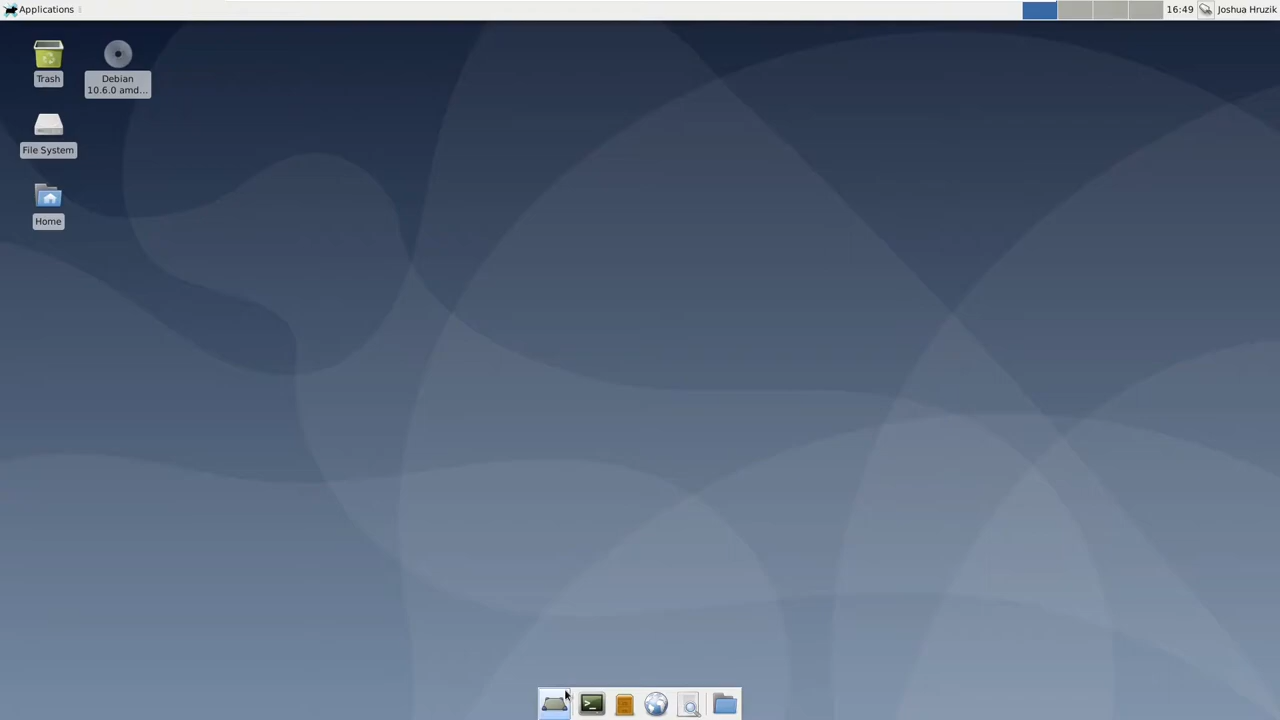 Applications
16:49
Joshua Hruzik
Trash
Debian
10.6.0 amd...
File System
Home